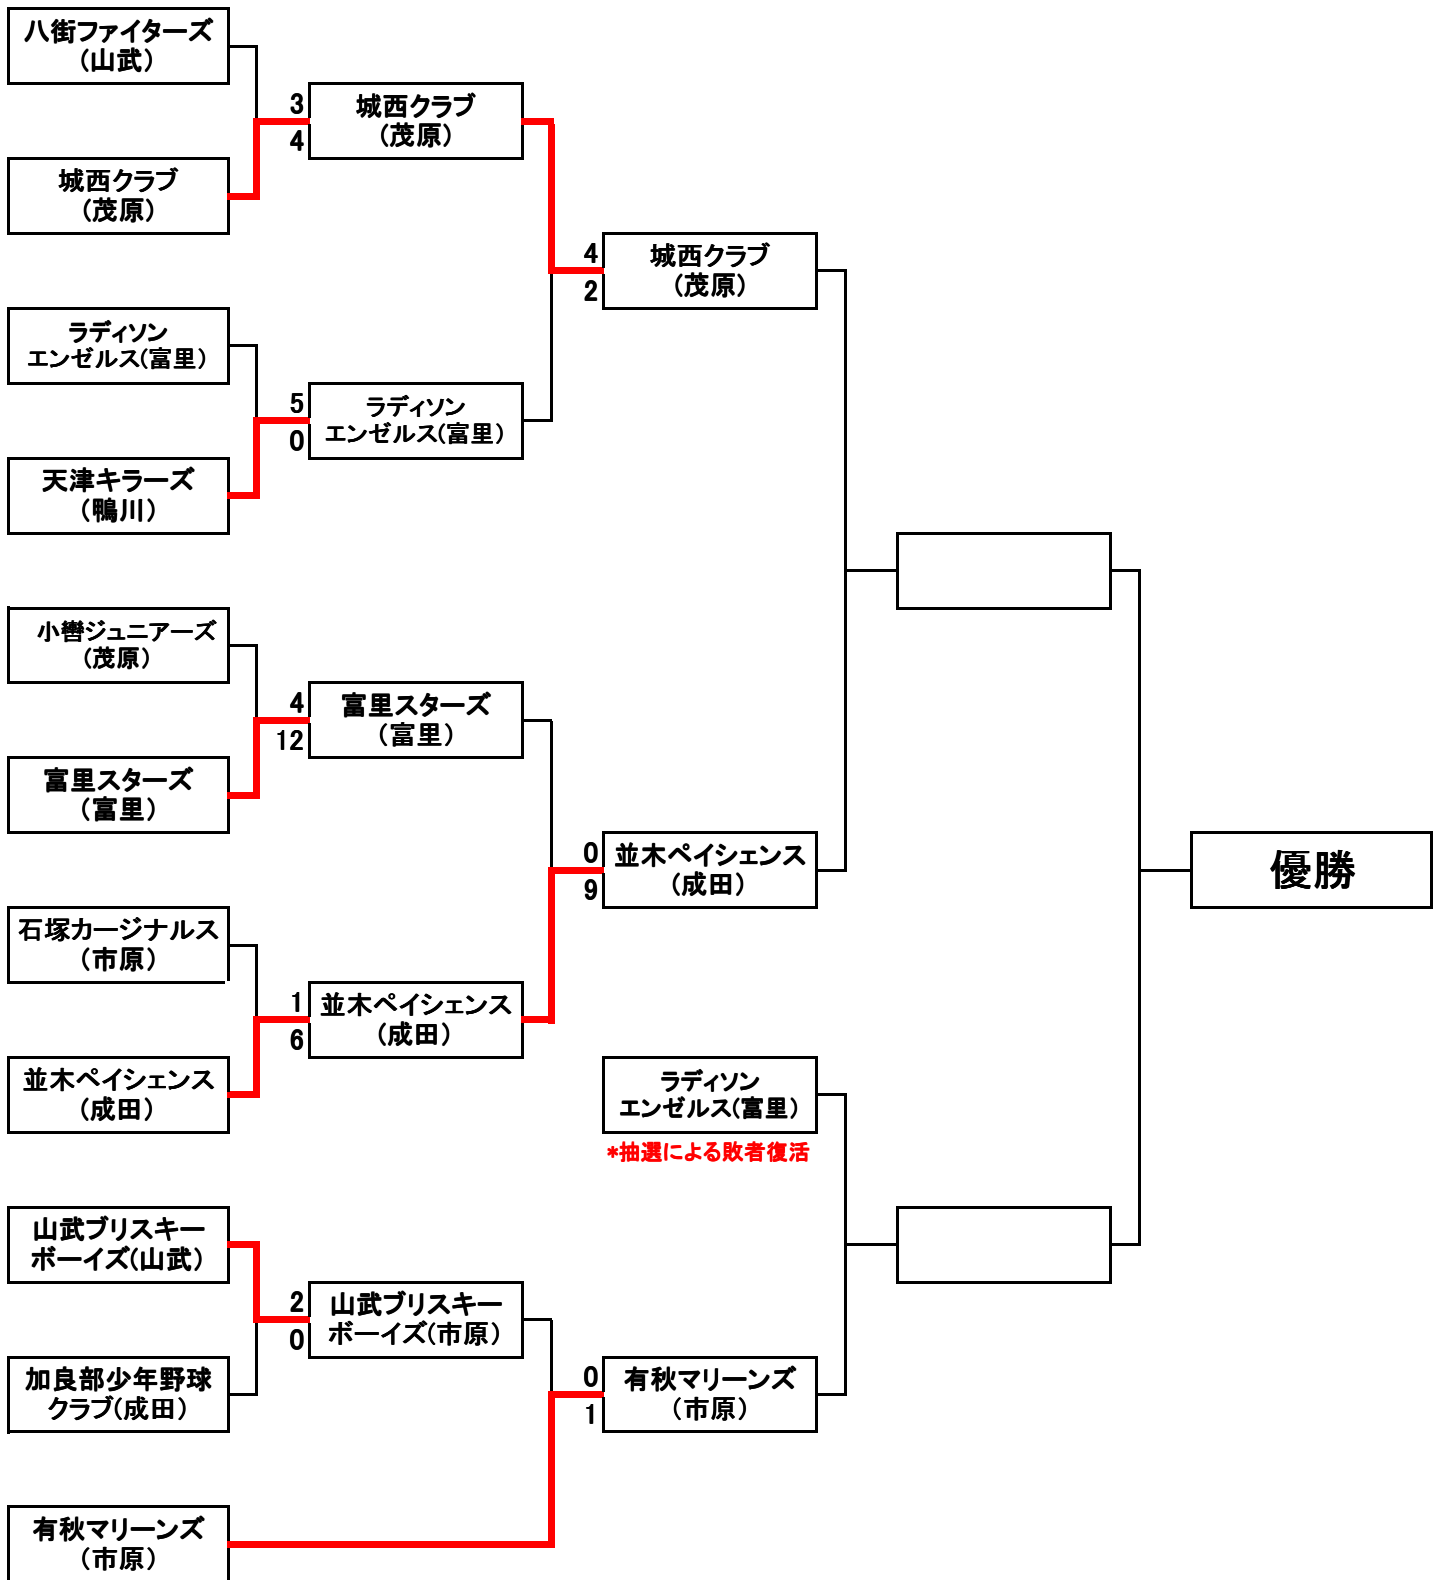 八街ファイターズ
(山武)
城西クラブ
(茂原)
ラディソン
エンゼルス(富里)
天津キラーズ
(鴨川)
小轡ジュニアーズ
(茂原)
富里スターズ
(富里)
石塚カージナルス
(市原)
並木ペイシェンス
(成田)
山武ブリスキー
ボーイズ(山武)
加良部少年野球
クラブ(成田)
有秋マリーンズ
(市原)
3
4
城西クラブ
(茂原)
5
0
ラディソン
エンゼルス(富里)
4
12
富里スターズ
(富里)
1
6
並木ペイシェンス
(成田)
2
0
山武ブリスキー
ボーイズ(市原)
4
2
城西クラブ
(茂原)
0
9
並木ペイシェンス
(成田)
ラディソン
エンゼルス(富里)
*抽選による敗者復活
0
1
有秋マリーンズ
(市原)
優勝